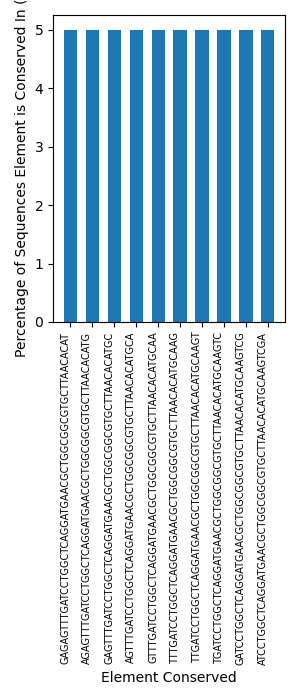 Percentage of Sequences Element is Conserved In (
5
4
3
2
1
0
GAGAGTTTGATCCTGGCTCAGGATGAACGCTGGCGGCGTGCTTAACACAT
AGAGTTTGATCCTGGCTCAGGATGAACGCTGGCGGCGTGCTTAACACATG
GAGTTTGATCCTGGCTCAGGATGAACGCTGGCGGCGTGCTTAACACATGC
AGTTTGATCCTGGCTCAGGATGAACGCTGGCGGCGTGCTTAACACATGCA
GTTTGATCCTGGCTCAGGATGAACGCTGGCGGCGTGCTTAACACATGCAA
TTTGATCCTGGCTCAGGATGAACGCTGGCGGCGTGCTTAACACATGCAAG
TTGATCCTGGCTCAGGATGAACGCTGGCGGCGTGCTTAACACATGCAAGT
TGATCCTGGCTCAGGATGAACGCTGGCGGCGTGCTTAACACATGCAAGTC
GATCCTGGCTCAGGATGAACGCTGGCGGCGTGCTTAACACATGCAAGTCG
ATCCTGGCTCAGGATGAACGCTGGCGGCGTGCTTAACACATGCAAGTCGA
Element Conserved